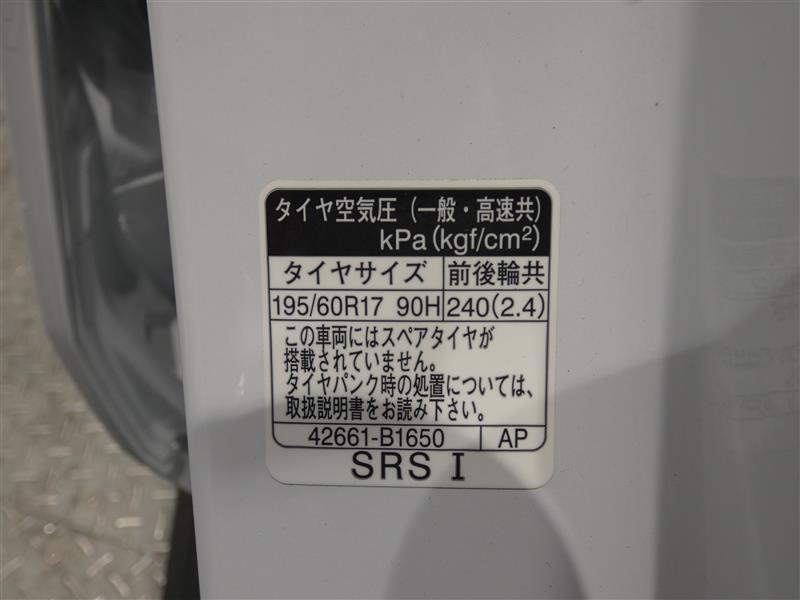 タイヤ空気圧（一般・高速共）
kPa(kgf/cm²)
タイヤサイズ 前後輪共
195/60R17 90H 240(2.4)
この車両にはスペアタイヤが
搭載されていません。
タイヤパンク時の処置については、
取扱説明書をお読み下さい。
42661-B1650 AP
SRS I